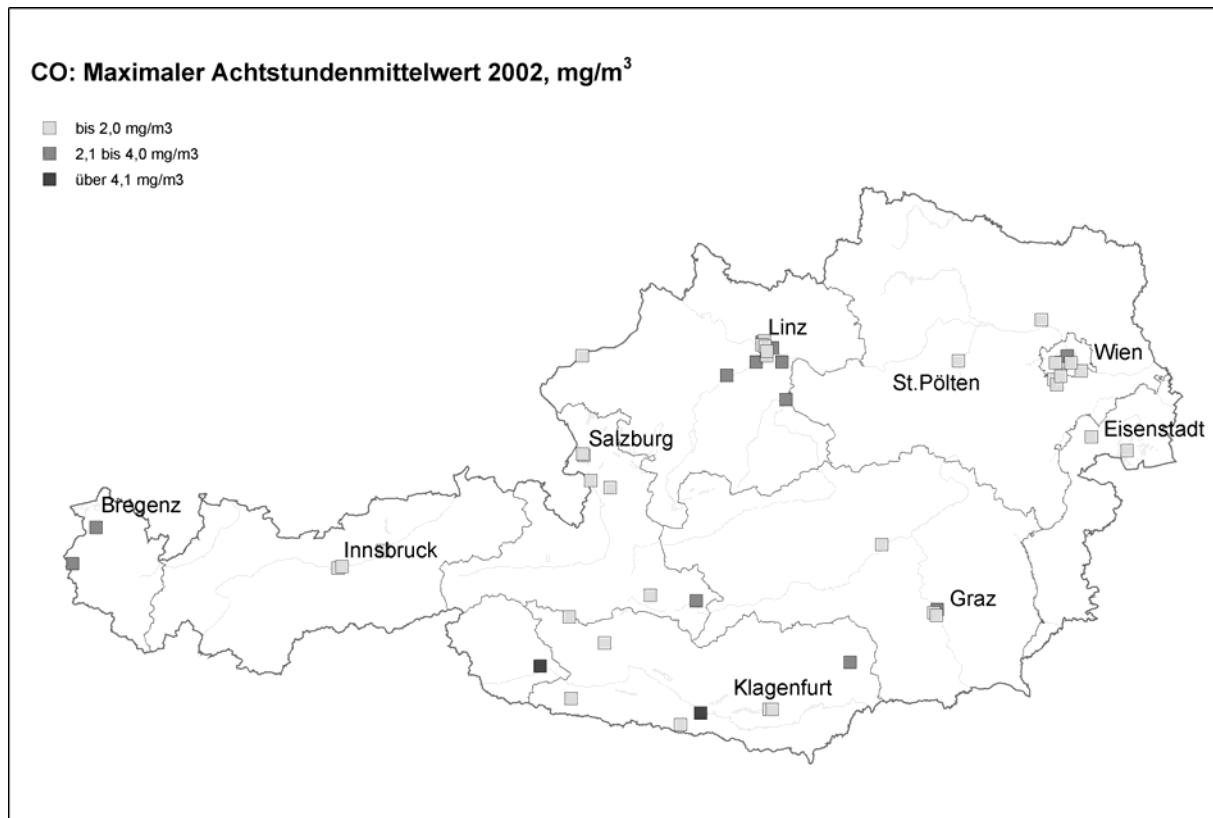 CO: Maximaler Achtstundenmittelwert 2002, mg/m³
bis 2,0 mg/m3
2,1 bis 4,0 mg/m3
über 4,1 mg/m3
Linz
Wien
St.Pölten
Eisenstadt
Salzburg
Bregenz
Innsbruck
Graz
Klagenfurt